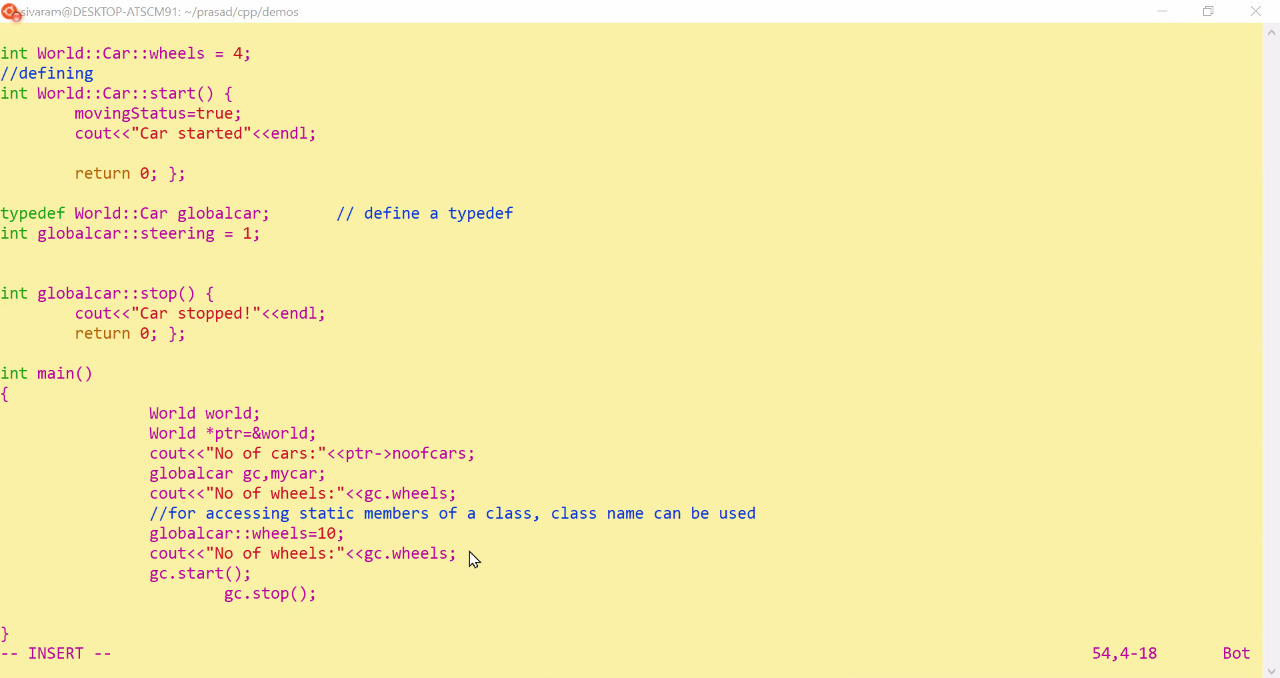 sivaram@DESKTOP-ATSCM91: ~/prasad/cpp/demos
int World::Car::wheels = 4;
//defining
int World::Car::start() {
        movingStatus=true;
        cout<<"Car started"<<endl;
        return 0; };
typedef World::Car globalcar;       // define a typedef
int globalcar::steering = 1;
int globalcar::stop() {
        cout<<"Car stopped!"<<endl;
        return 0; };
int main()
{
                World world;
                World *ptr=&world;
                cout<<"No of cars:"<<ptr->noofcars;
                globalcar gc,mycar;
                cout<<"No of wheels:"<<gc.wheels;
                //for accessing static members of a class, class name can be used
                globalcar::wheels=10;
                cout<<"No of wheels:"<<gc.wheels;
                gc.start();
                        gc.stop();
}
-- INSERT --                    54,4-18       Bot